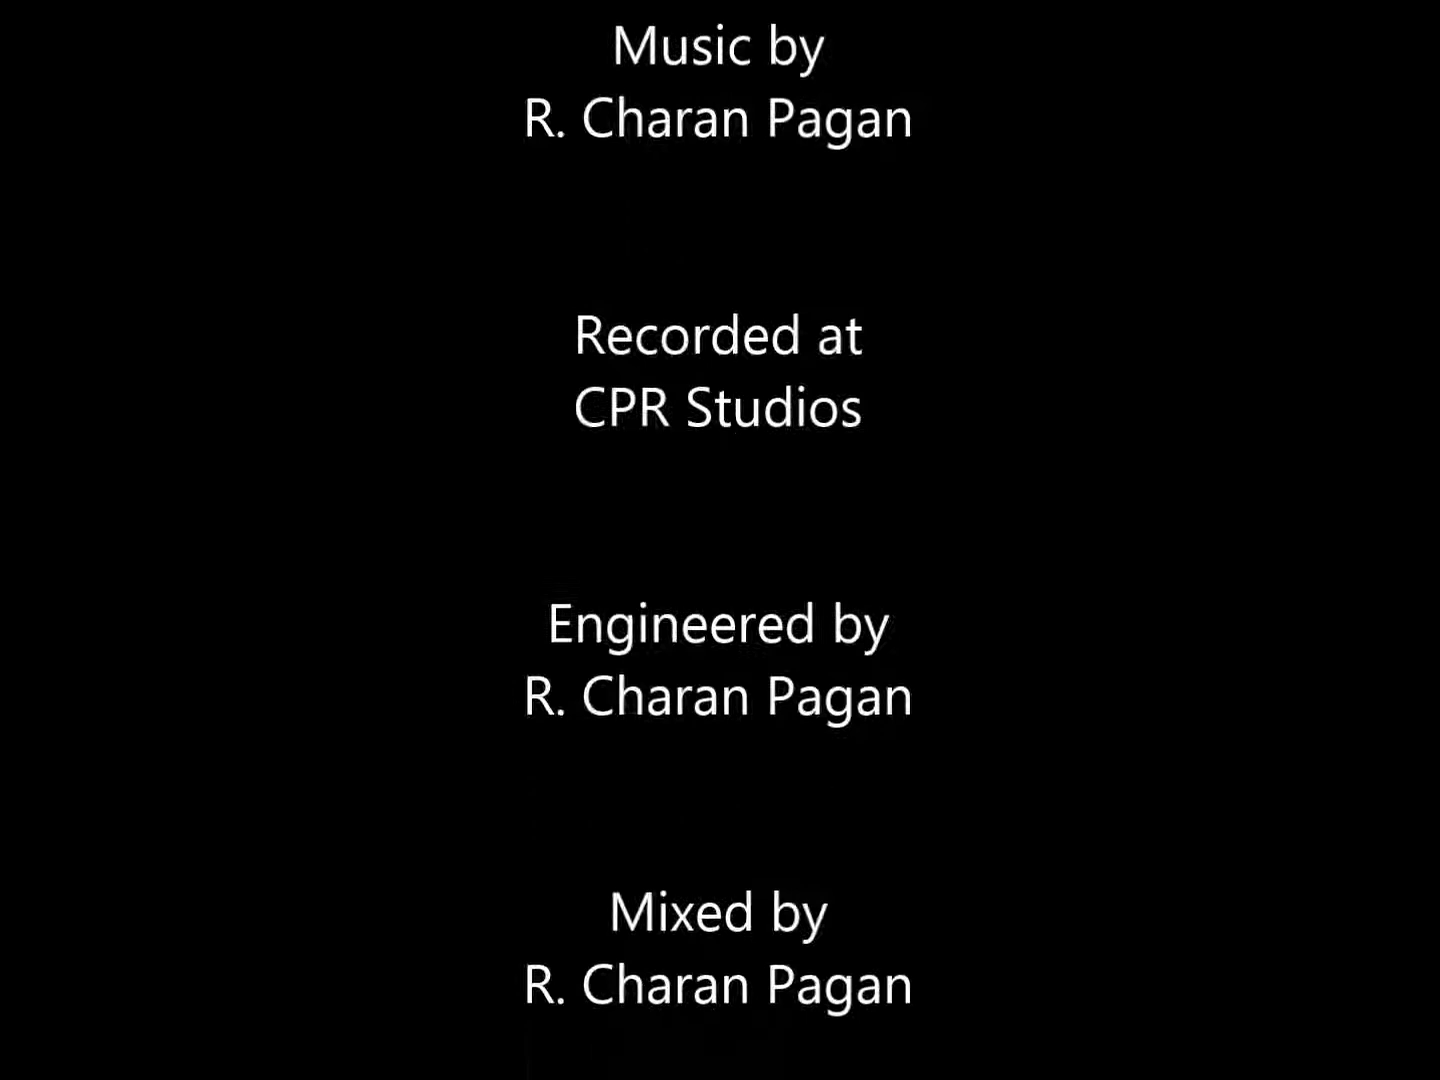 Music by
R. Charan Pagan
Recorded at
CPR Studios
Engineered by
R. Charan Pagan
Mixed by
R. Charan Pagan